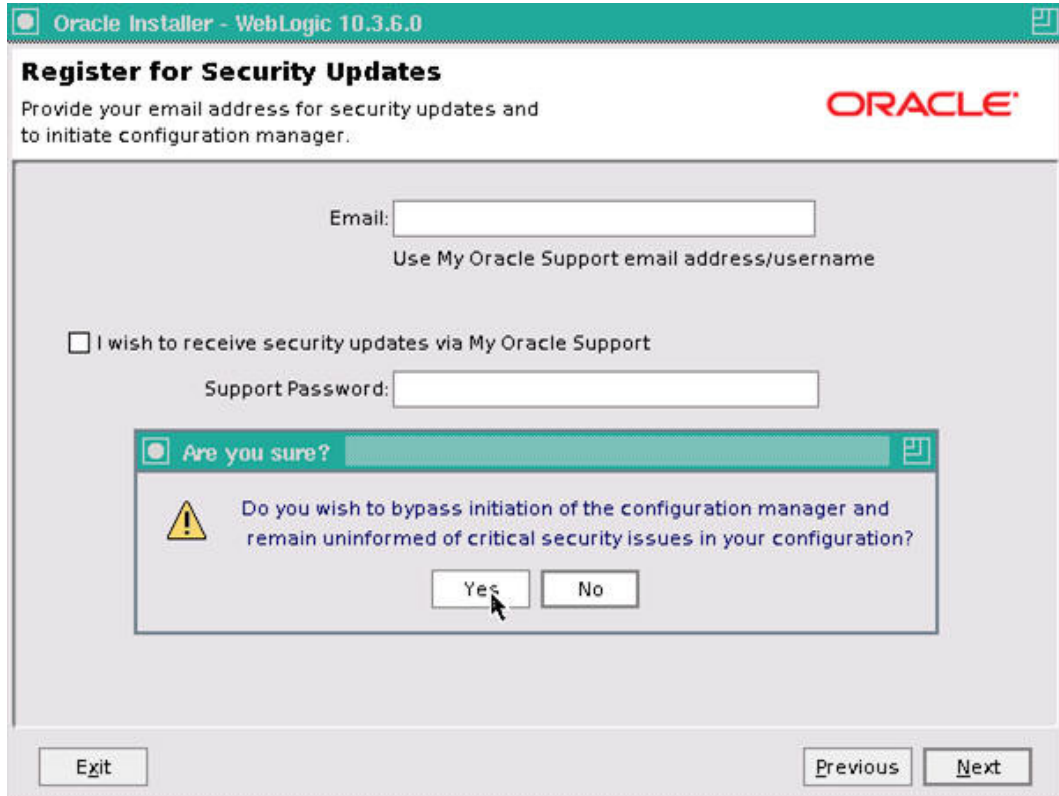 Oracle Installer - WebLogic 10.3.6.0
Register for Security Updates
Provide your email address for security updates and
to initiate configuration manager.
ORACLE
Email:
Use My Oracle Support email address/username
I wish to receive security updates via My Oracle Support
Support Password:
Are you sure?
Do you wish to bypass initiation of the configuration manager and
remain uninformed of critical security issues in your configuration?
Yes No
Exit Previous Next